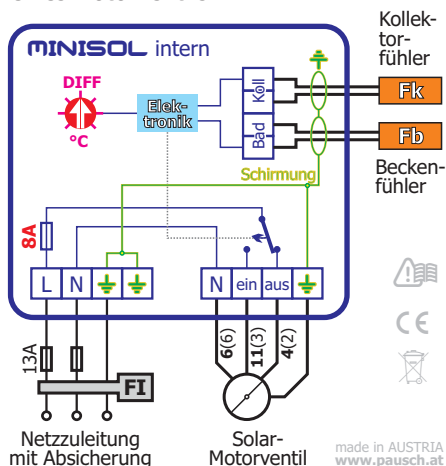 Kollek-
tor-
fühler
MINISOL intern
DIFF
°C
Elek-
tronik
Koll
Bad
Fk
Fb
Becken-
fühler
Schirmung
8A
L N
N ein aus
13A
FI
6(6)
11(3)
4(2)
Netzzuleitung
mit Absicherung
Solar-
Motorventil
CE
made in AUSTRIA
www.pausch.at